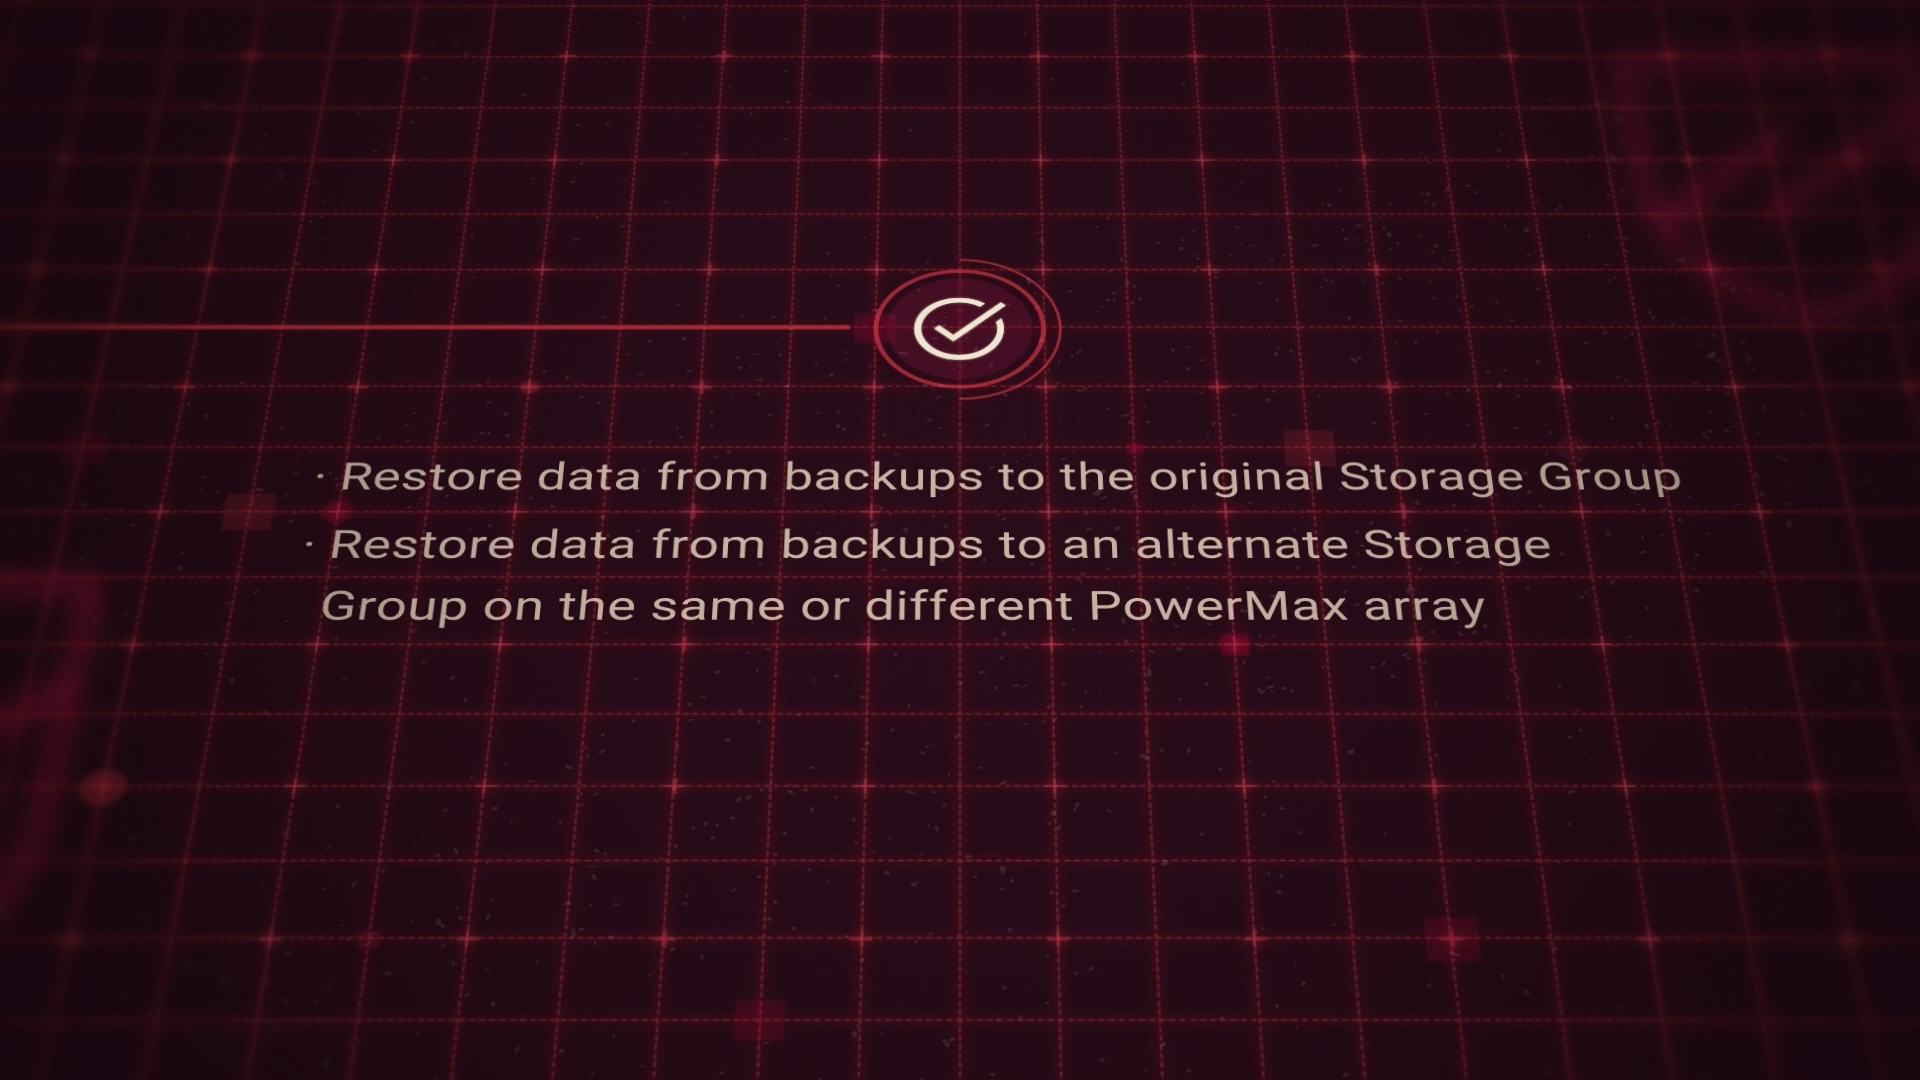 · Restore data from backups to the original Storage Group
· Restore data from backups to an alternate Storage
Group on the same or different PowerMax array